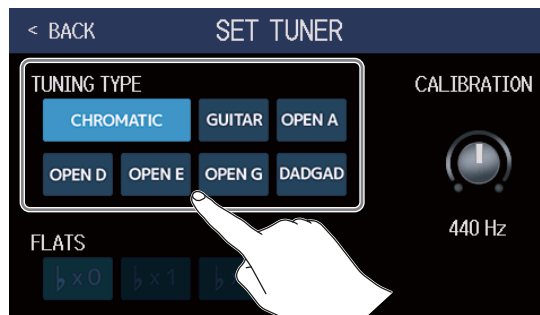 < BACK
SET TUNER
TUNING TYPE
CHROMATIC GUITAR OPEN A
OPEN D OPEN E OPEN G DADGAD
CALIBRATION
440 Hz
FLATS
♭×0 ♭×1 ♭